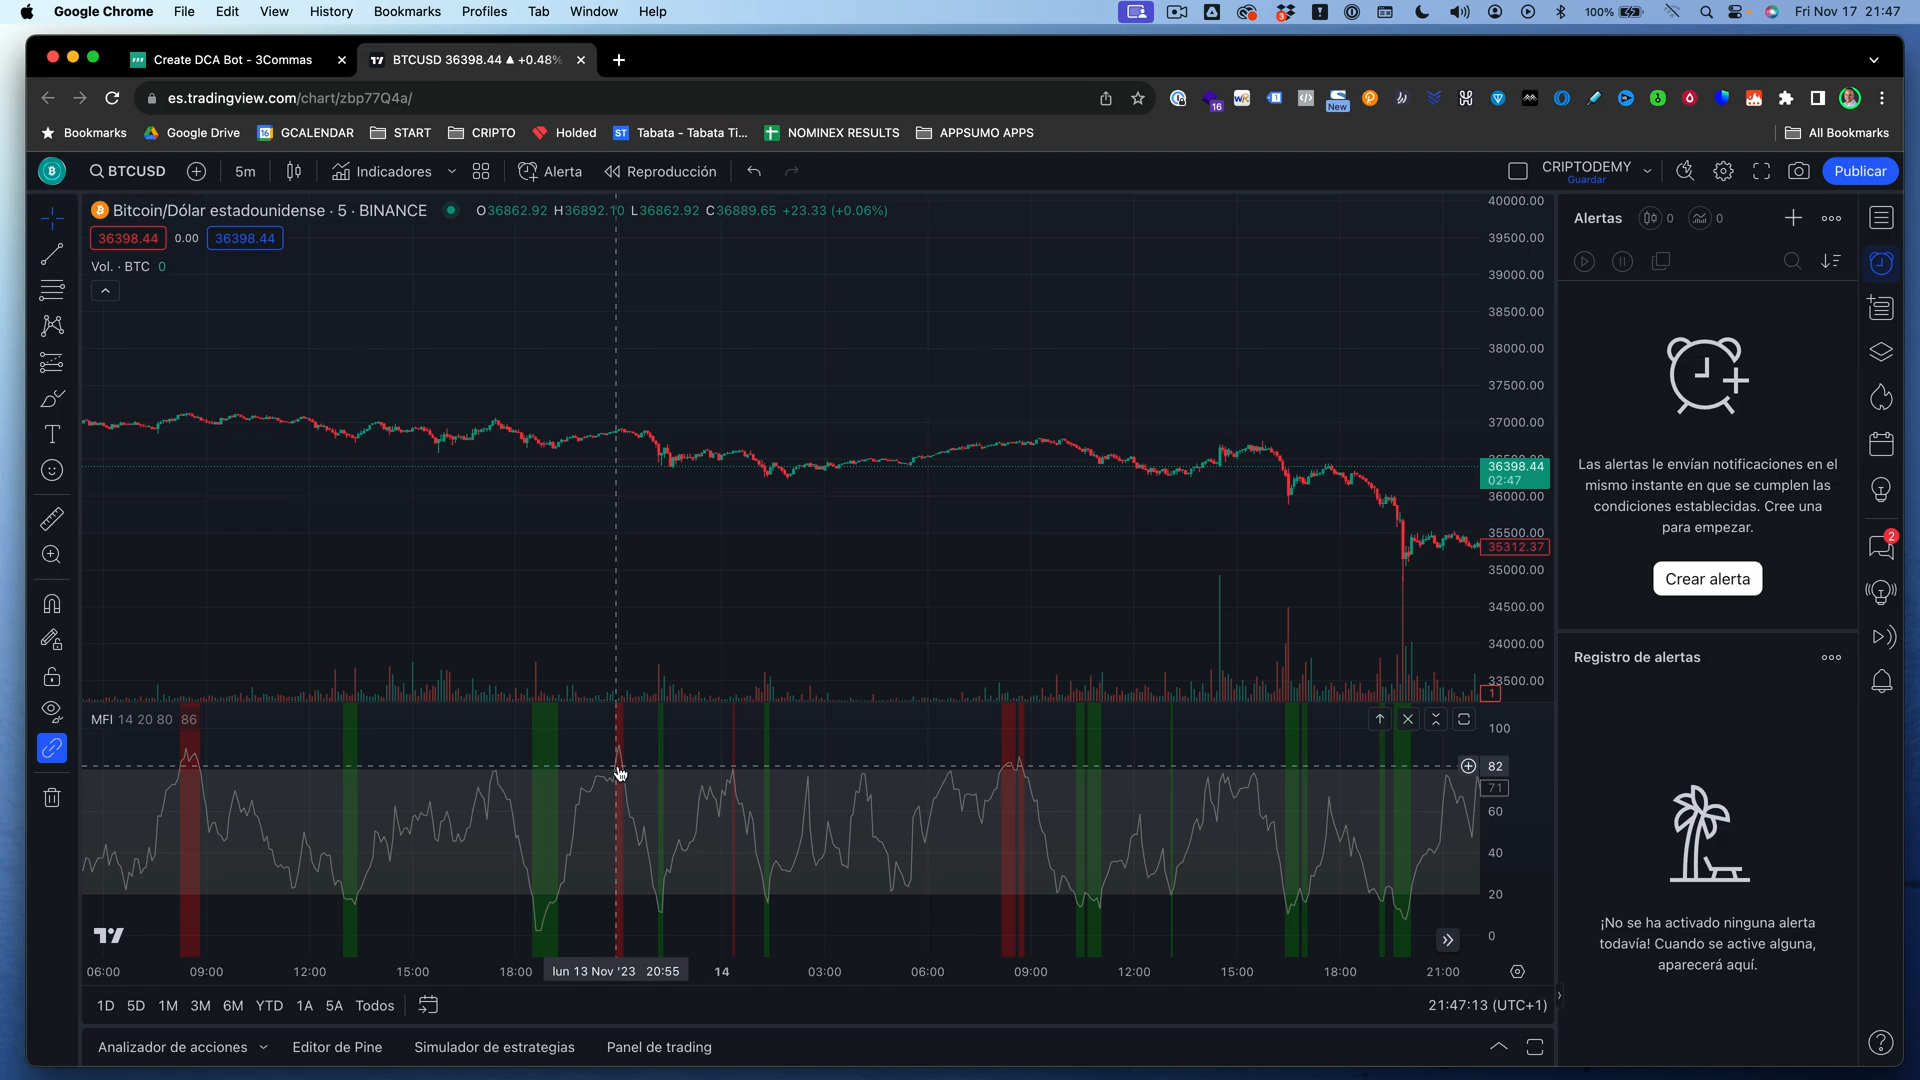 Google Chrome File Edit View History Bookmarks Profiles Tab Window Help 3 100% Fri Nov 17 21:47
Create DCA Bot - 3Commas BTCUSD 36398.44 ▲ +0.48%
es.tradingview.com/chart/zbp77Q4a/ 16 New
Bookmarks Google Drive 16 GCALENDAR START CRIPTO Holded ST Tabata - Tabata Ti... NOMINEX RESULTS APPSUMO APPS All Bookmarks
BTCUSD 5m Indicadores Alerta Reproducción CRIPTODEMY Publicar
Guardar
Bitcoin/Dólar estadounidense · 5 · BINANCE O36862.92 H36892.10 L36862.92 C36889.65 +23.33 (+0.06%)
36398.44 0.00 36398.44
Vol. · BTC 0
40000.00
39500.00
39000.00
38500.00
38000.00
37500.00
37000.00
36398.44
02:47
36000.00
35500.00
35312.37
35000.00
34500.00
34000.00
33500.00
1
MFI 14 20 80 86
100
82
71
60
40
20
0
06:00 09:00 12:00 15:00 18:00 lun 13 Nov '23 20:55 14 03:00 06:00 09:00 12:00 15:00 18:00 21:00
1D 5D 1M 3M 6M YTD 1A 5A Todos 21:47:13 (UTC+1)
Analizador de acciones Editor de Pine Simulador de estrategias Panel de trading
Alertas 0 0
Las alertas le envían notificaciones en el
mismo instante en que se cumplen las
condiciones establecidas. Cree una
para empezar.
Crear alerta
2
Registro de alertas
¡No se ha activado ninguna alerta
todavía! Cuando se active alguna,
aparecerá aquí.